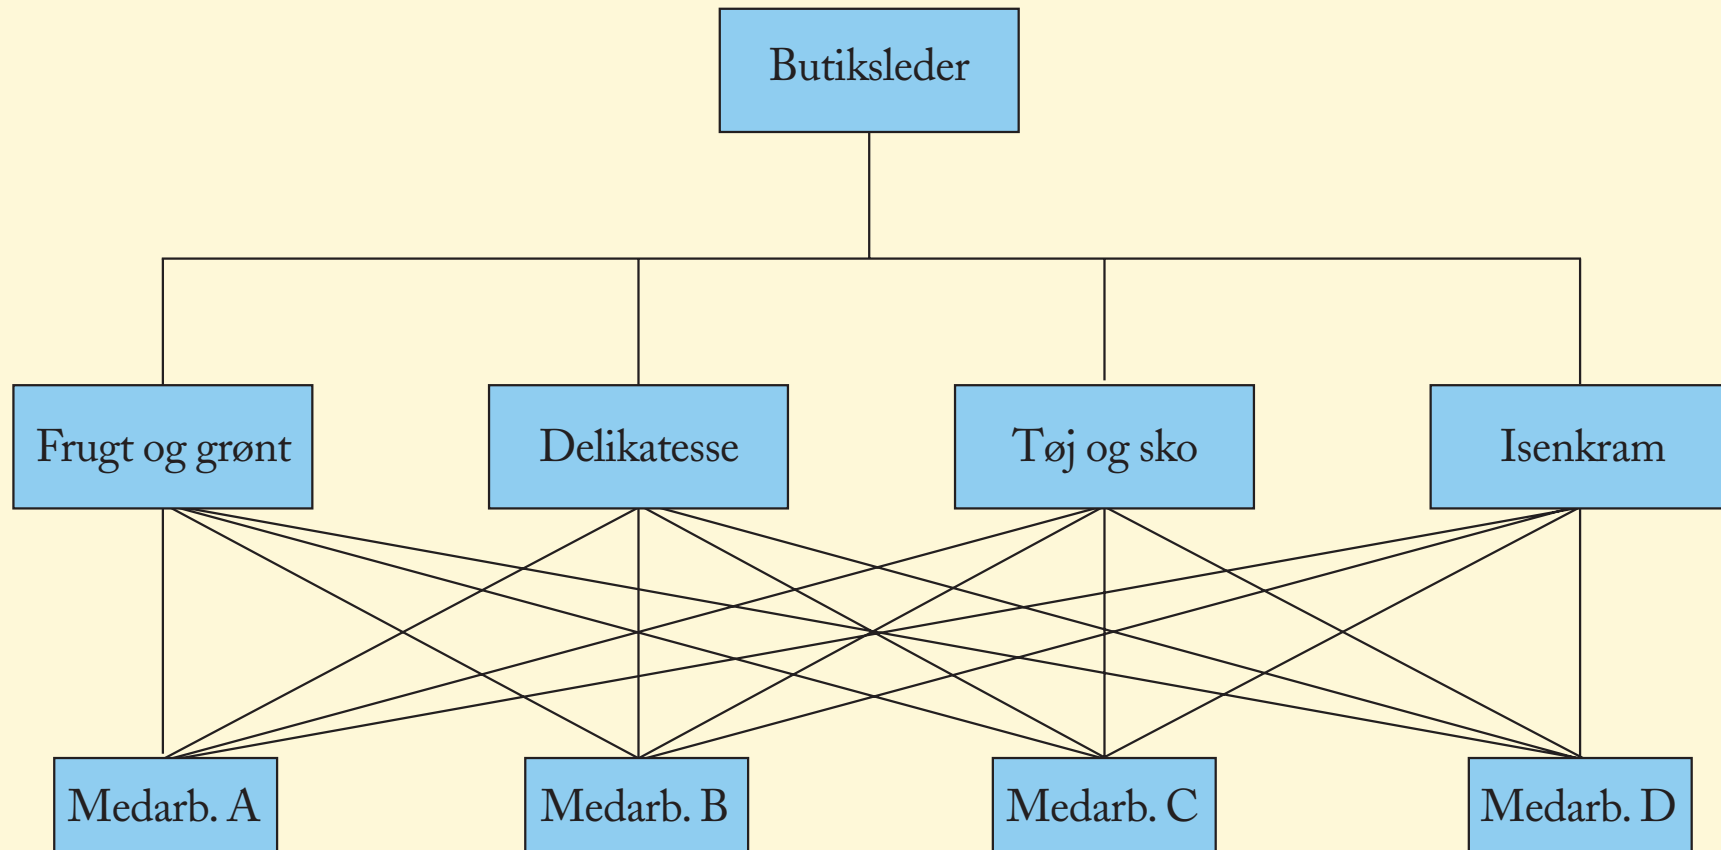 Butiksleder
Frugt og grønt
Delikatesse
Tøj og sko
Isenkram
Medarb. A
Medarb. B
Medarb. C
Medarb. D